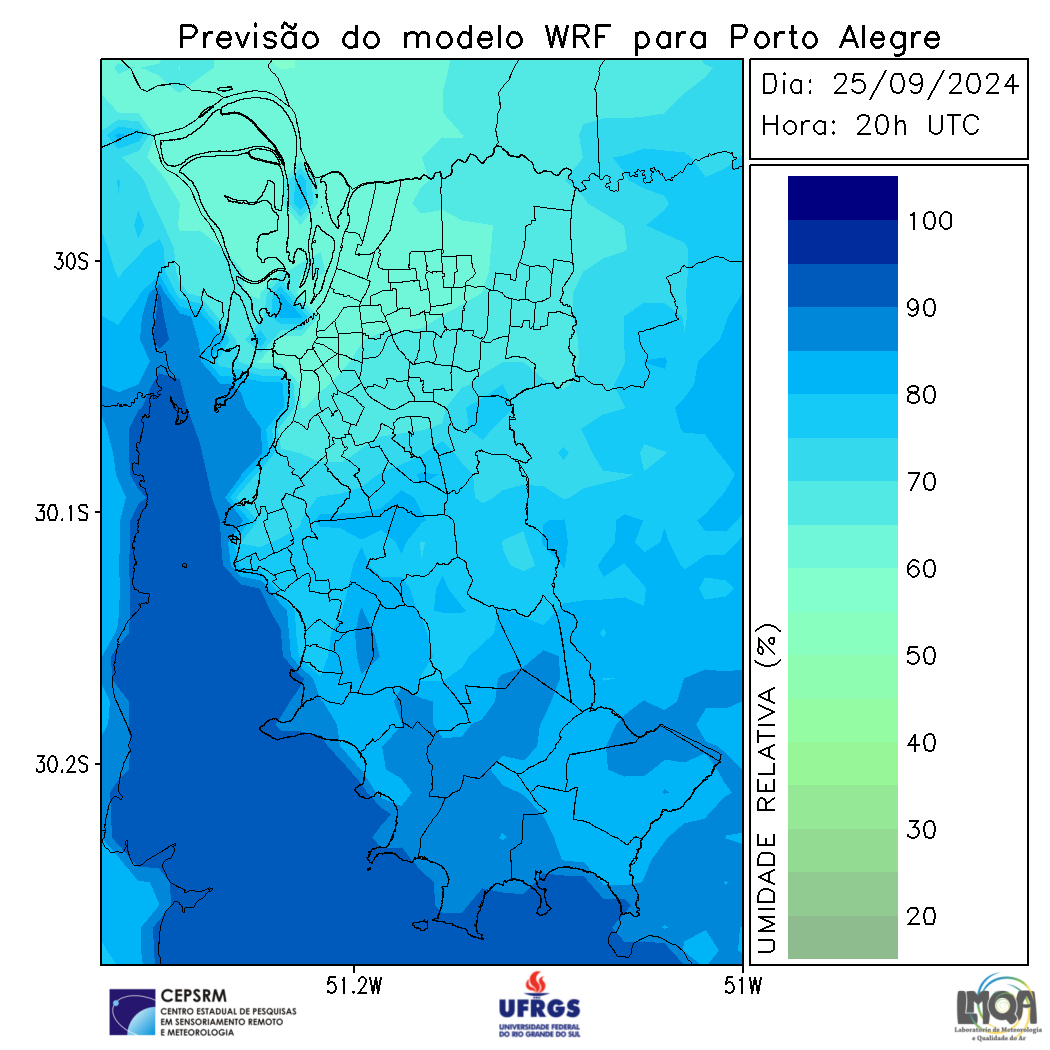 Previsão do modelo WRF para Porto Alegre
Dia: 25/09/2024
Hora: 20h UTC
30S
30.1S
30.2S
51.2W
51W
UMIDADE RELATIVA (%)
100
90
80
70
60
50
40
30
20
CEPSRM
CENTRO ESTADUAL DE PESQUISAS
EM SENSORIAMENTO REMOTO
E METEOROLOGIA
UFRGS
UNIVERSIDADE FEDERAL
DO RIO GRANDE DO SUL
LMQA
Laboratório de Meteorologia
e Qualidade do Ar